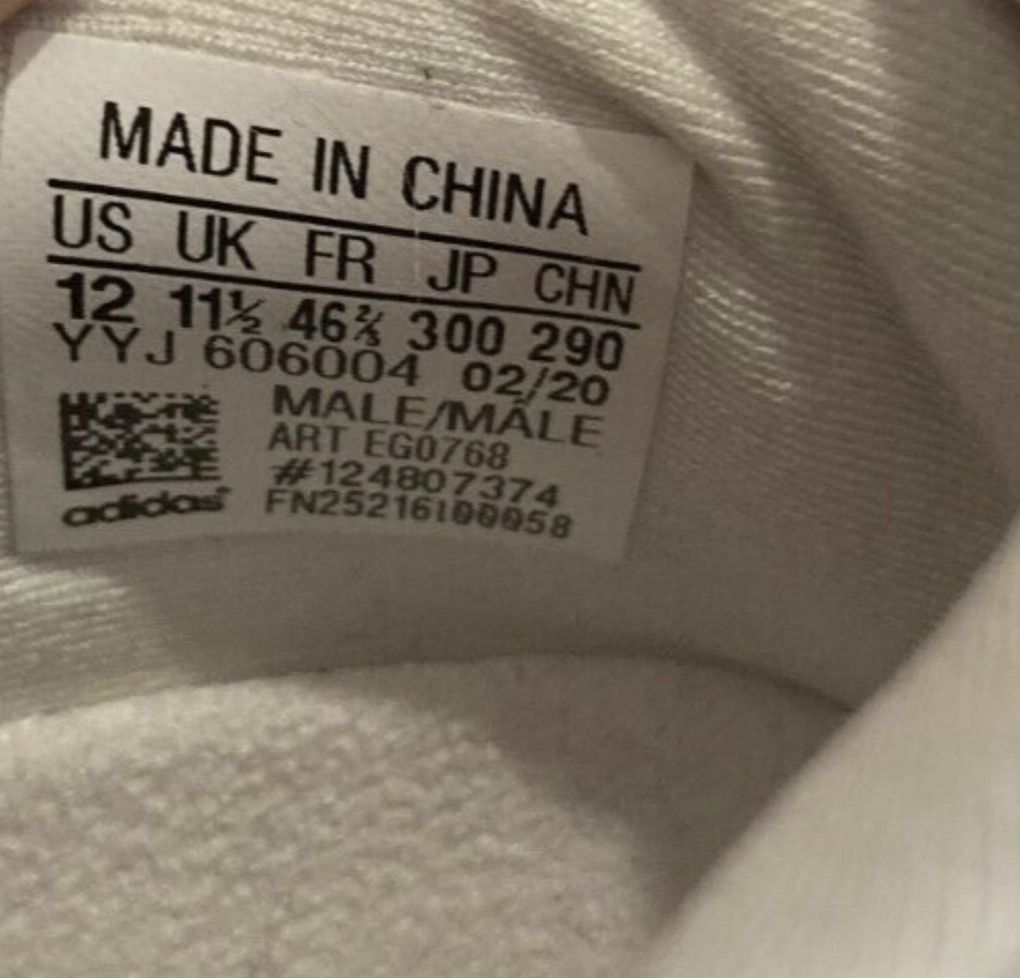 MADE IN CHINA
US UK FR JP CHN
12 11½ 46⅔ 300 290
YYJ 606004 02/20
MALE/MÂLE
ART EG0768
#124807374
FN25216100058
adidas